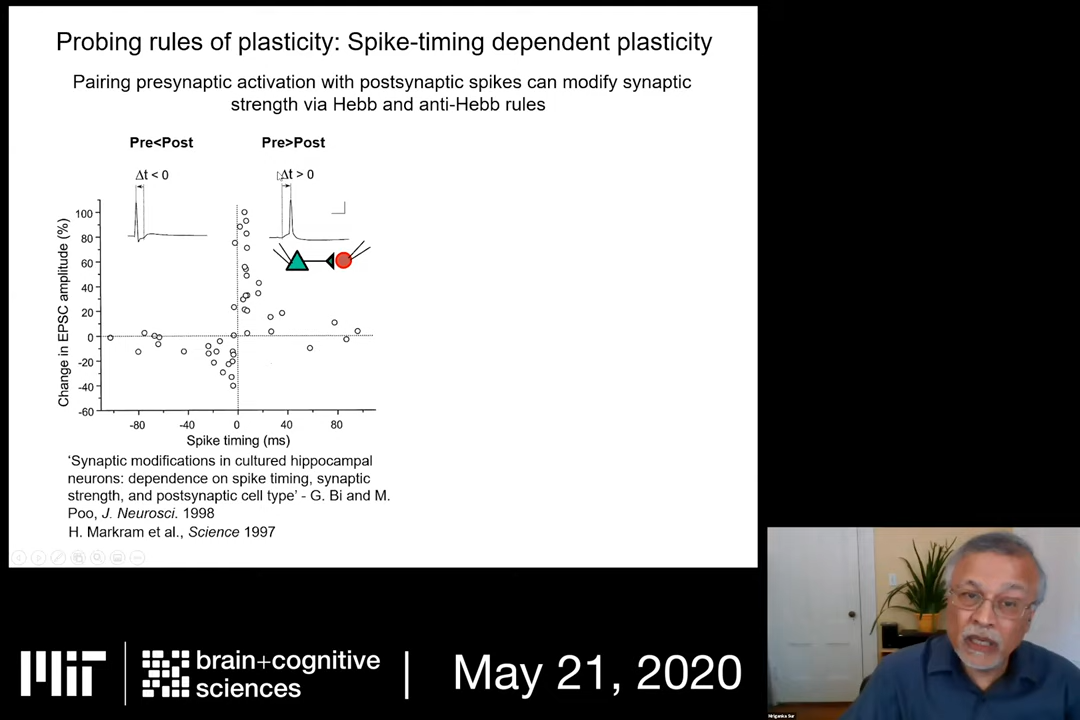 Probing rules of plasticity: Spike-timing dependent plasticity
Pairing presynaptic activation with postsynaptic spikes can modify synaptic
strength via Hebb and anti-Hebb rules
Pre<Post
Pre>Post
Δt < 0
Δt > 0
Change in EPSC amplitude (%)
100
80
60
40
20
0
-20
-40
-60
-80
-40
0
40
80
Spike timing (ms)
'Synaptic modifications in cultured hippocampal
neurons: dependence on spike timing, synaptic
strength, and postsynaptic cell type' - G. Bi and M.
Poo, J. Neurosci. 1998
H. Markram et al., Science 1997
Mriganka Sur
MIT
brain+cognitive
sciences
May 21, 2020